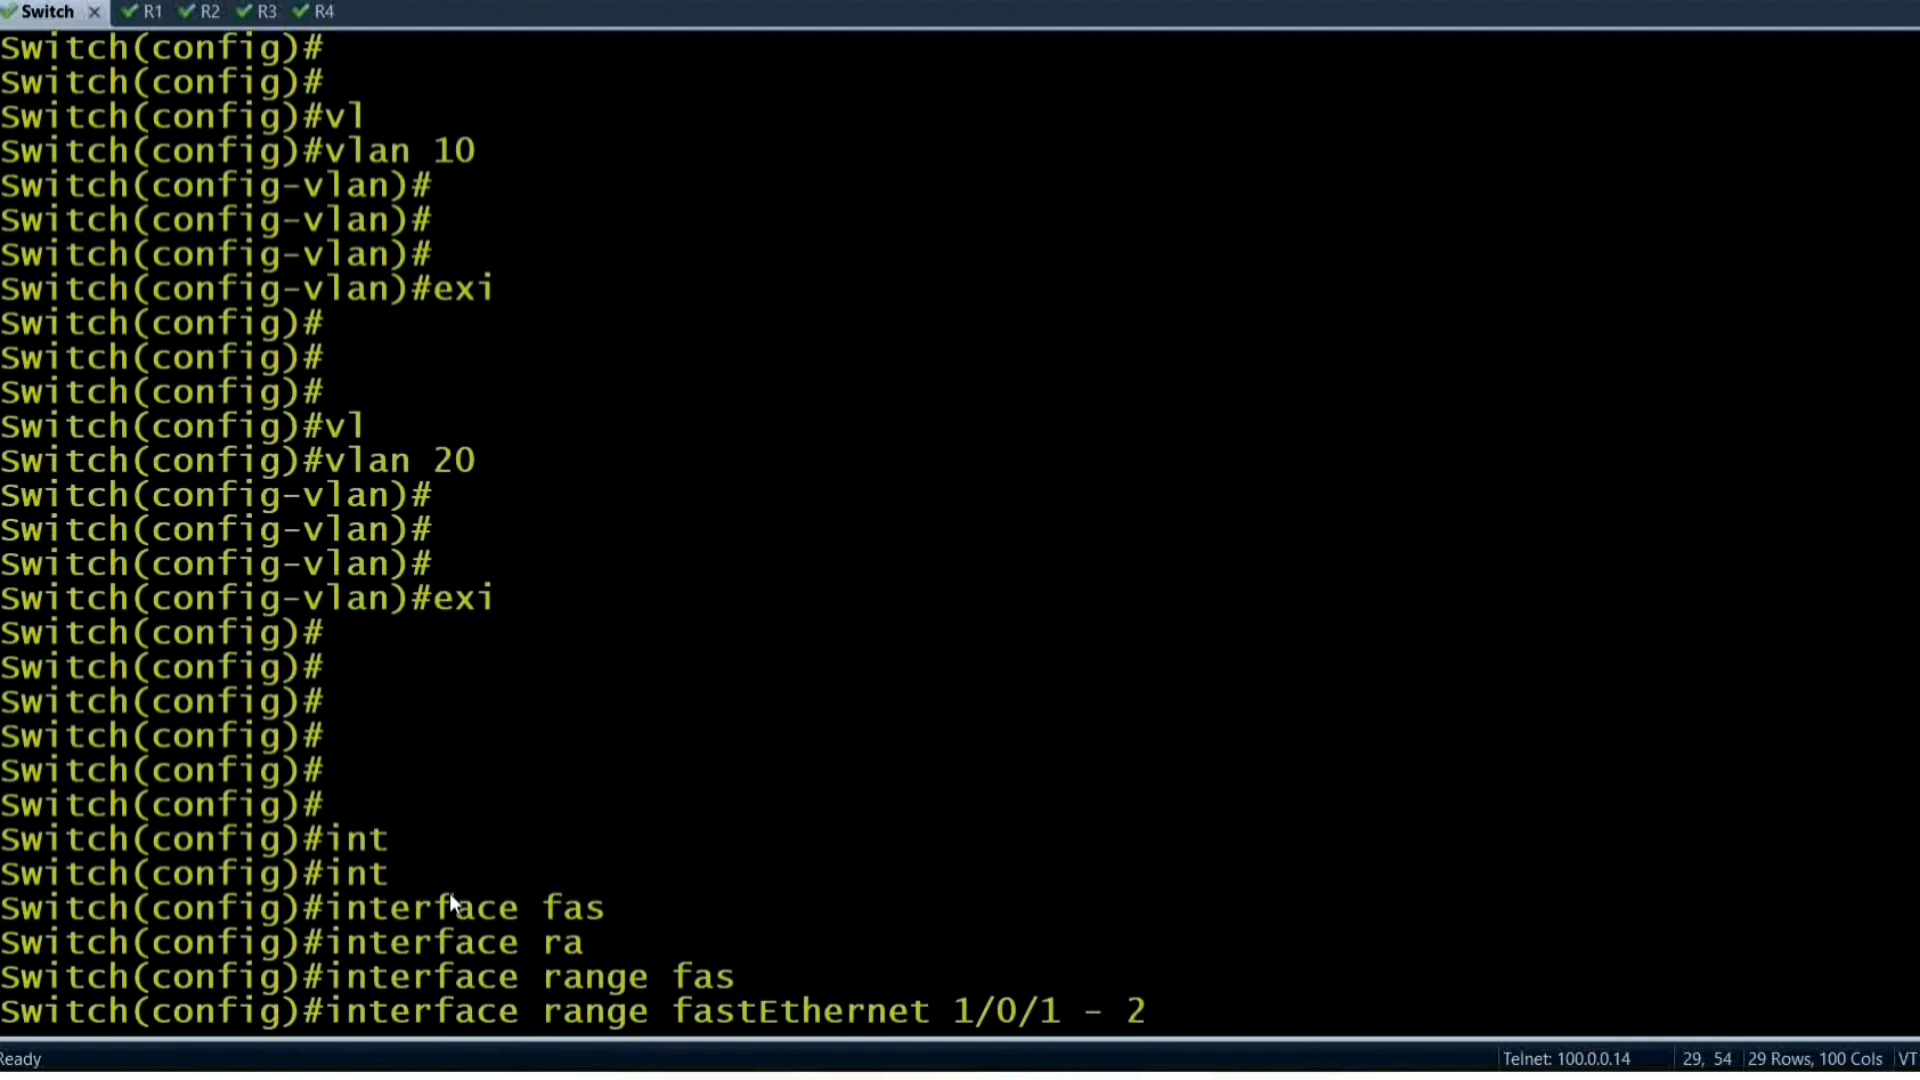 Switch × R1 R2 R3 R4
Switch(config)#
Switch(config)#
Switch(config)#vl
Switch(config)#vlan 10
Switch(config-vlan)#
Switch(config-vlan)#
Switch(config-vlan)#
Switch(config-vlan)#exi
Switch(config)#
Switch(config)#
Switch(config)#
Switch(config)#vl
Switch(config)#vlan 20
Switch(config-vlan)#
Switch(config-vlan)#
Switch(config-vlan)#
Switch(config-vlan)#exi
Switch(config)#
Switch(config)#
Switch(config)#
Switch(config)#
Switch(config)#
Switch(config)#
Switch(config)#int
Switch(config)#int
Switch(config)#interface fas
Switch(config)#interface ra
Switch(config)#interface range fas
Switch(config)#interface range fastEthernet 1/0/1 - 2
Ready Telnet: 100.0.0.14 29, 54 29 Rows, 100 Cols VT